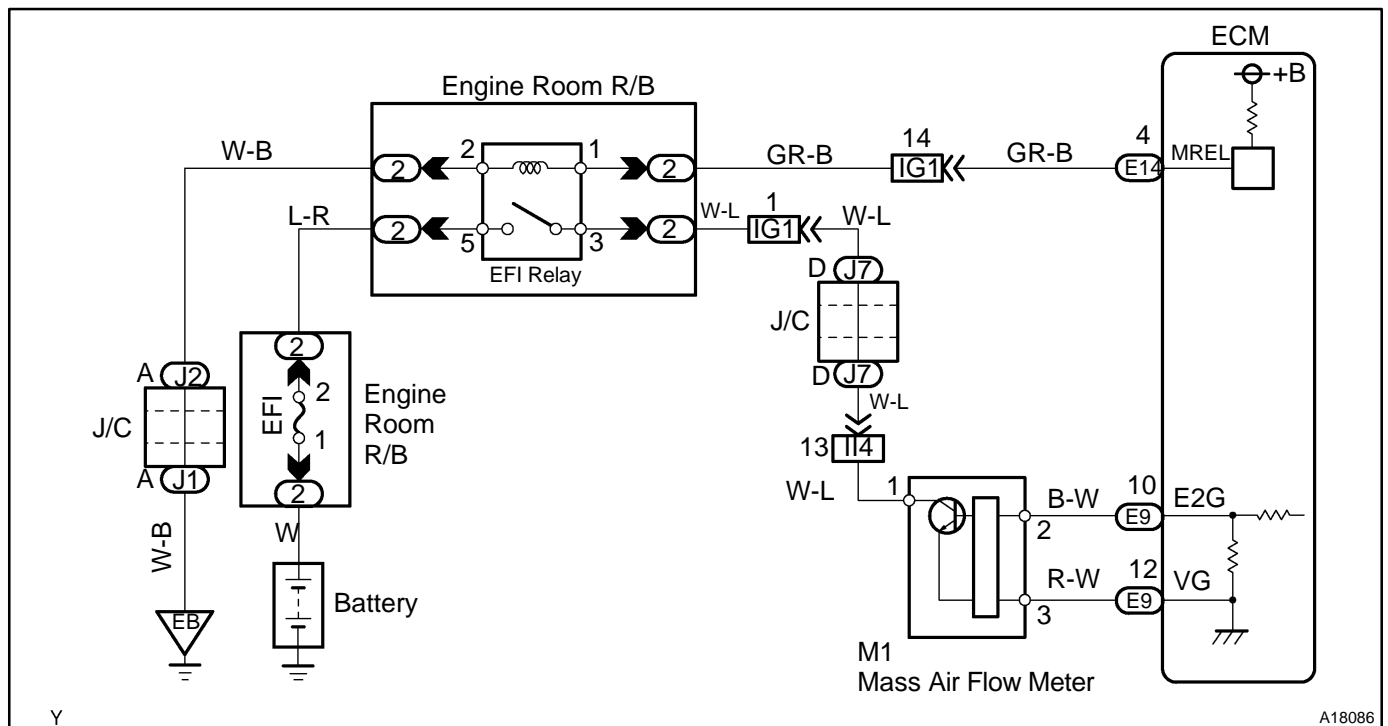 ECM
+B
Engine Room R/B
W-B
2
2
1
2
GR-B
14
IG1
GR-B
4
E14
MREL
L-R
2
5
3
2
W-L
1
IG1
W-L
EFI Relay
D
J7
J/C
D
J7
W-L
13
II4
W-L
A
J2
J/C
A
J1
W-B
EB
2
2
EFI
1
2
Engine
Room
R/B
W
Battery
1
B-W
10
E9
E2G
2
R-W
12
E9
VG
3
M1
Mass Air Flow Meter
Y
A18086